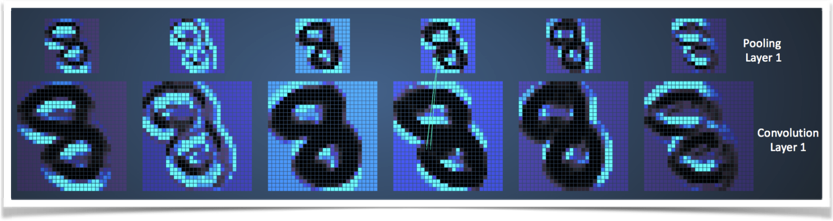 Pooling
Layer 1
Convolution
Layer 1